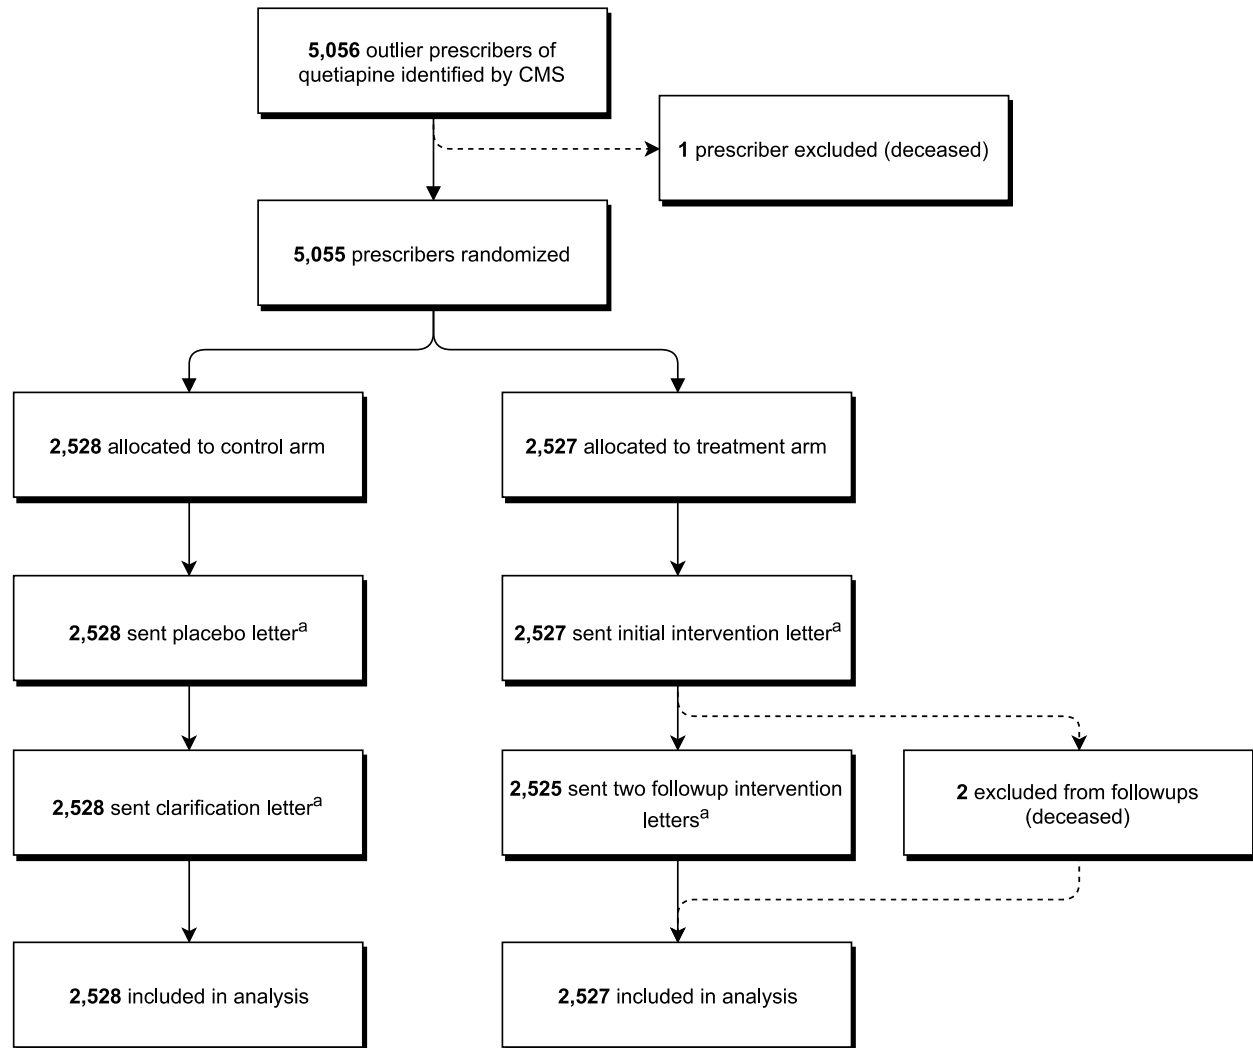 5,056 outlier prescribers of
quetiapine identified by CMS
1 prescriber excluded (deceased)
5,055 prescribers randomized
2,528 allocated to control arm
2,527 allocated to treatment arm
2,528 sent placebo letterᵃ
2,527 sent initial intervention letterᵃ
2,528 sent clarification letterᵃ
2,525 sent two followup intervention
lettersᵃ
2 excluded from followups
(deceased)
2,528 included in analysis
2,527 included in analysis